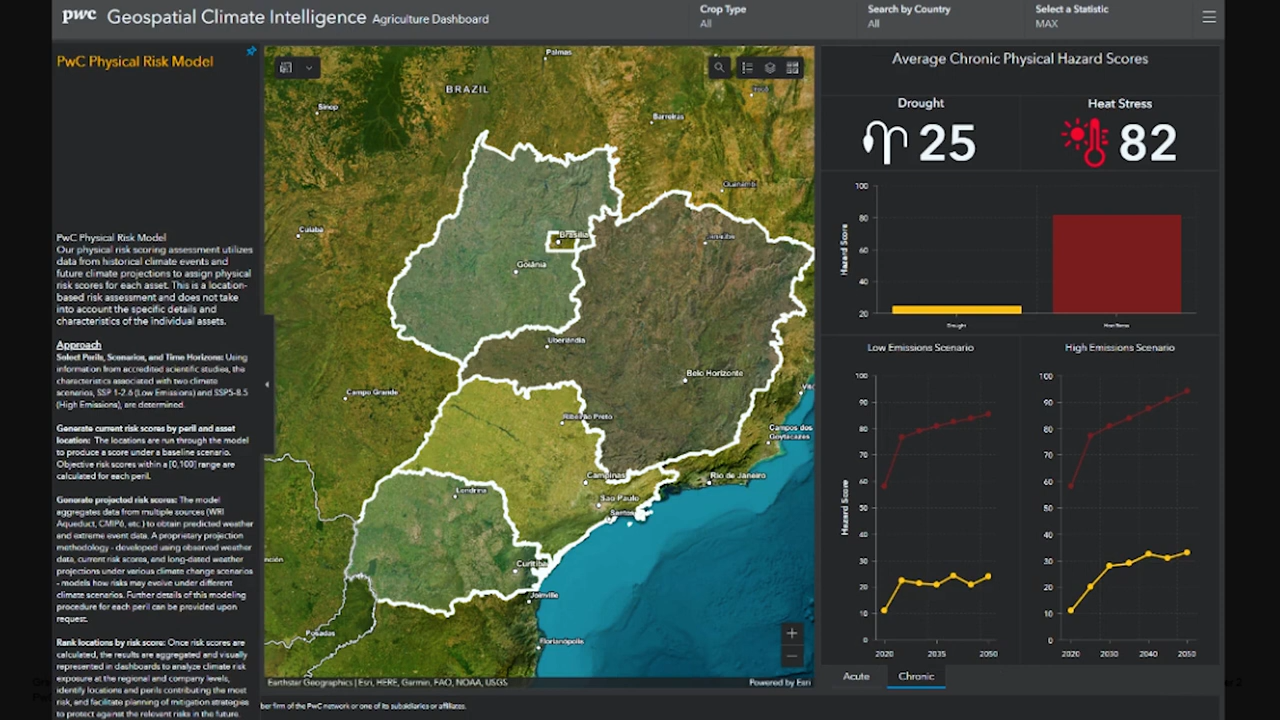 pwc Geospatial Climate Intelligence Agriculture Dashboard
Crop Type
All
Search by Country
All
Select a Statistic
MAX
PwC Physical Risk Model
PwC Physical Risk Model
Our physical risk scoring assessment utilizes
data from historical climate events and
future climate projections to assign physical
risk scores for each asset. This is a location-
based risk assessment and does not take
into account the specific details and
characteristics of the individual assets.
Approach
Select Perils, Scenarios, and Time Horizons: Using
information from accredited scientific studies, the
characteristics associated with two climate
scenarios, SSP 1-2.6 (Low Emissions) and SSP5-8.5
(High Emissions), are determined.
Generate current risk scores by peril and asset
location: The locations are run through the model
to produce a score under a baseline scenario.
Objective risk scores within a [0,100] range are
calculated for each peril.
Generate projected risk scores: The model
aggregates data from multiple sources (WRI
Aqueduct, CMIP6, etc.) to obtain predicted weather
and extreme event data. A proprietary projection
methodology - developed using observed weather
data, current risk scores, and long-dated weather
projections under various climate change scenarios
- models how risks may evolve under different
climate scenarios. Further details of this modeling
procedure for each peril can be provided upon
request.
Rank locations by risk score: Once risk scores are
calculated, the results are aggregated and visually
represented in dashboards to analyze climate risk
exposure at the regional and company levels,
identify locations and perils contributing the most
risk, and facilitate planning of mitigation strategies
to protect against the relevant risks in the future.
Palmas
BRAZIL
Sinop
Barreiras
Guanambi
Cuiaba
Brasilia
Goiânia
Uberlândia
Belo Horizonte
Campo Grande
Ribeirão Preto
Campos dos
Goytacazes
Campinas
Rio de Janeiro
Londrina
Sao Paulo
Santos
Curitiba
Joinville
Posadas
Florianópolis
Earthstar Geographics | Esri, HERE, Garmin, FAO, NOAA, USGS
Powered by Esri
ber firm of the PwC network or one of its subsidiaries or affiliates.
Average Chronic Physical Hazard Scores
Drought
25
Heat Stress
82
Hazard Score
100
80
60
40
20
Drought
Heat Stress
Low Emissions Scenario
Hazard Score
100
90
80
70
60
50
40
30
20
10
0
2020
2035
2050
High Emissions Scenario
100
90
80
70
60
50
40
30
20
10
0
2020
2030
2040
2050
Acute
Chronic